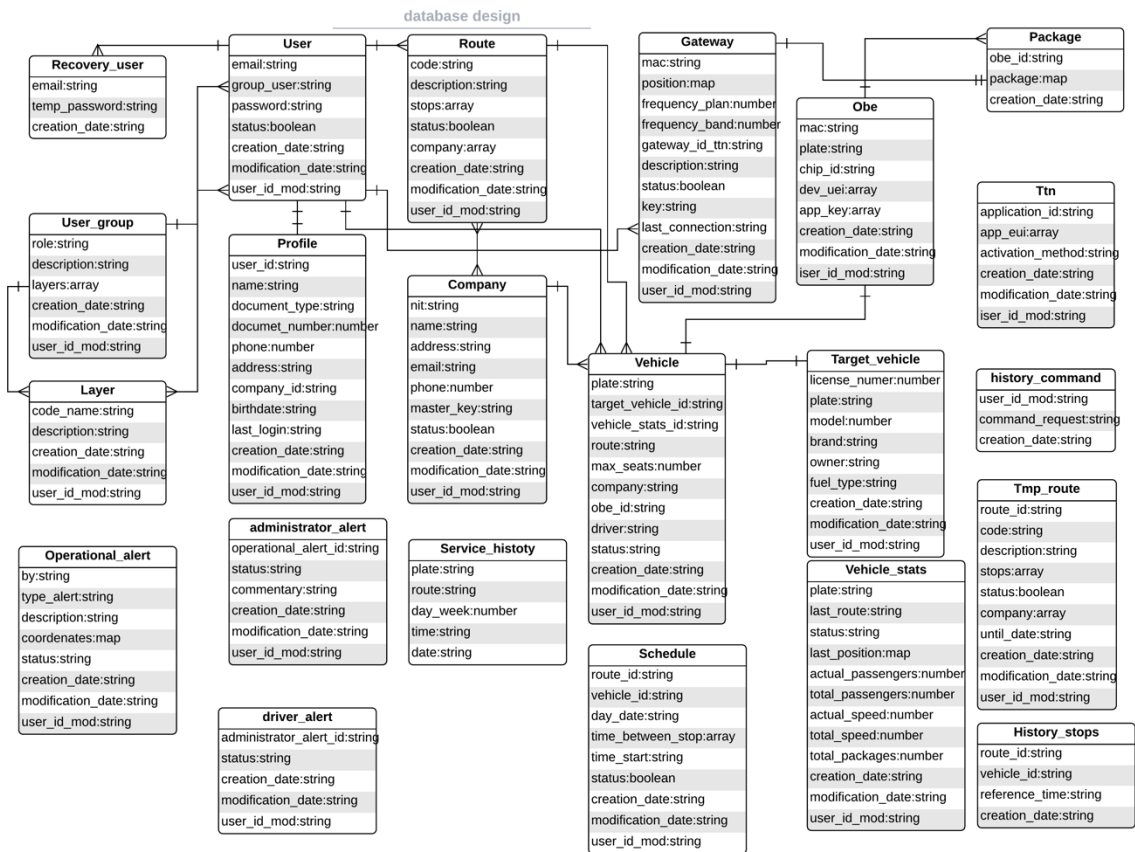 database design
Recovery_user
email:string
temp_password:string
creation_date:string
User
email:string
group_user:string
password:string
status:boolean
creation_date:string
modification_date:string
user_id_mod:string
Route
code:string
description:string
stops:array
status:boolean
company:array
creation_date:string
modification_date:string
user_id_mod:string
Gateway
mac:string
position:map
frequency_plan:number
frequency_band:number
gateway_id_ttn:string
description:string
status:boolean
key:string
last_connection:string
creation_date:string
modification_date:string
user_id_mod:string
Obe
mac:string
plate:string
chip_id:string
dev_uei:array
app_key:array
creation_date:string
modification_date:string
iser_id_mod:string
Package
obe_id:string
package:map
creation_date:string
Ttn
application_id:string
app_eui:array
activation_method:string
creation_date:string
modification_date:string
iser_id_mod:string
User_group
role:string
description:string
layers:array
creation_date:string
modification_date:string
user_id_mod:string
Profile
user_id:string
name:string
document_type:string
documet_number:number
phone:number
address:string
company_id:string
birthdate:string
last_login:string
creation_date:string
modification_date:string
user_id_mod:string
Company
nit:string
name:string
address:string
email:string
phone:number
master_key:string
status:boolean
creation_date:string
modification_date:string
user_id_mod:string
Vehicle
plate:string
target_vehicle_id:string
vehicle_stats_id:string
route:string
max_seats:number
company:string
obe_id:string
driver:string
status:string
creation_date:string
modification_date:string
user_id_mod:string
Target_vehicle
license_numer:number
plate:string
model:number
brand:string
owner:string
fuel_type:string
creation_date:string
modification_date:string
user_id_mod:string
history_command
user_id_mod:string
command_request:string
creation_date:string
Layer
code_name:string
description:string
creation_date:string
modification_date:string
user_id_mod:string
Tmp_route
route_id:string
code:string
description:string
stops:array
status:boolean
company:array
until_date:string
creation_date:string
modification_date:string
user_id_mod:string
Operational_alert
by:string
type_alert:string
description:string
coordenates:map
status:string
creation_date:string
modification_date:string
user_id_mod:string
administrator_alert
operational_alert_id:string
status:string
commentary:string
creation_date:string
modification_date:string
user_id_mod:string
Service_histoty
plate:string
route:string
day_week:number
time:string
date:string
Vehicle_stats
plate:string
last_route:string
status:string
last_position:map
actual_passengers:number
total_passengers:number
actual_speed:number
total_speed:number
total_packages:number
creation_date:string
modification_date:string
user_id_mod:string
Schedule
route_id:string
vehicle_id:string
day_date:string
time_between_stop:array
time_start:string
status:boolean
creation_date:string
modification_date:string
user_id_mod:string
driver_alert
administrator_alert_id:string
status:string
creation_date:string
modification_date:string
user_id_mod:string
History_stops
route_id:string
vehicle_id:string
reference_time:string
creation_date:string